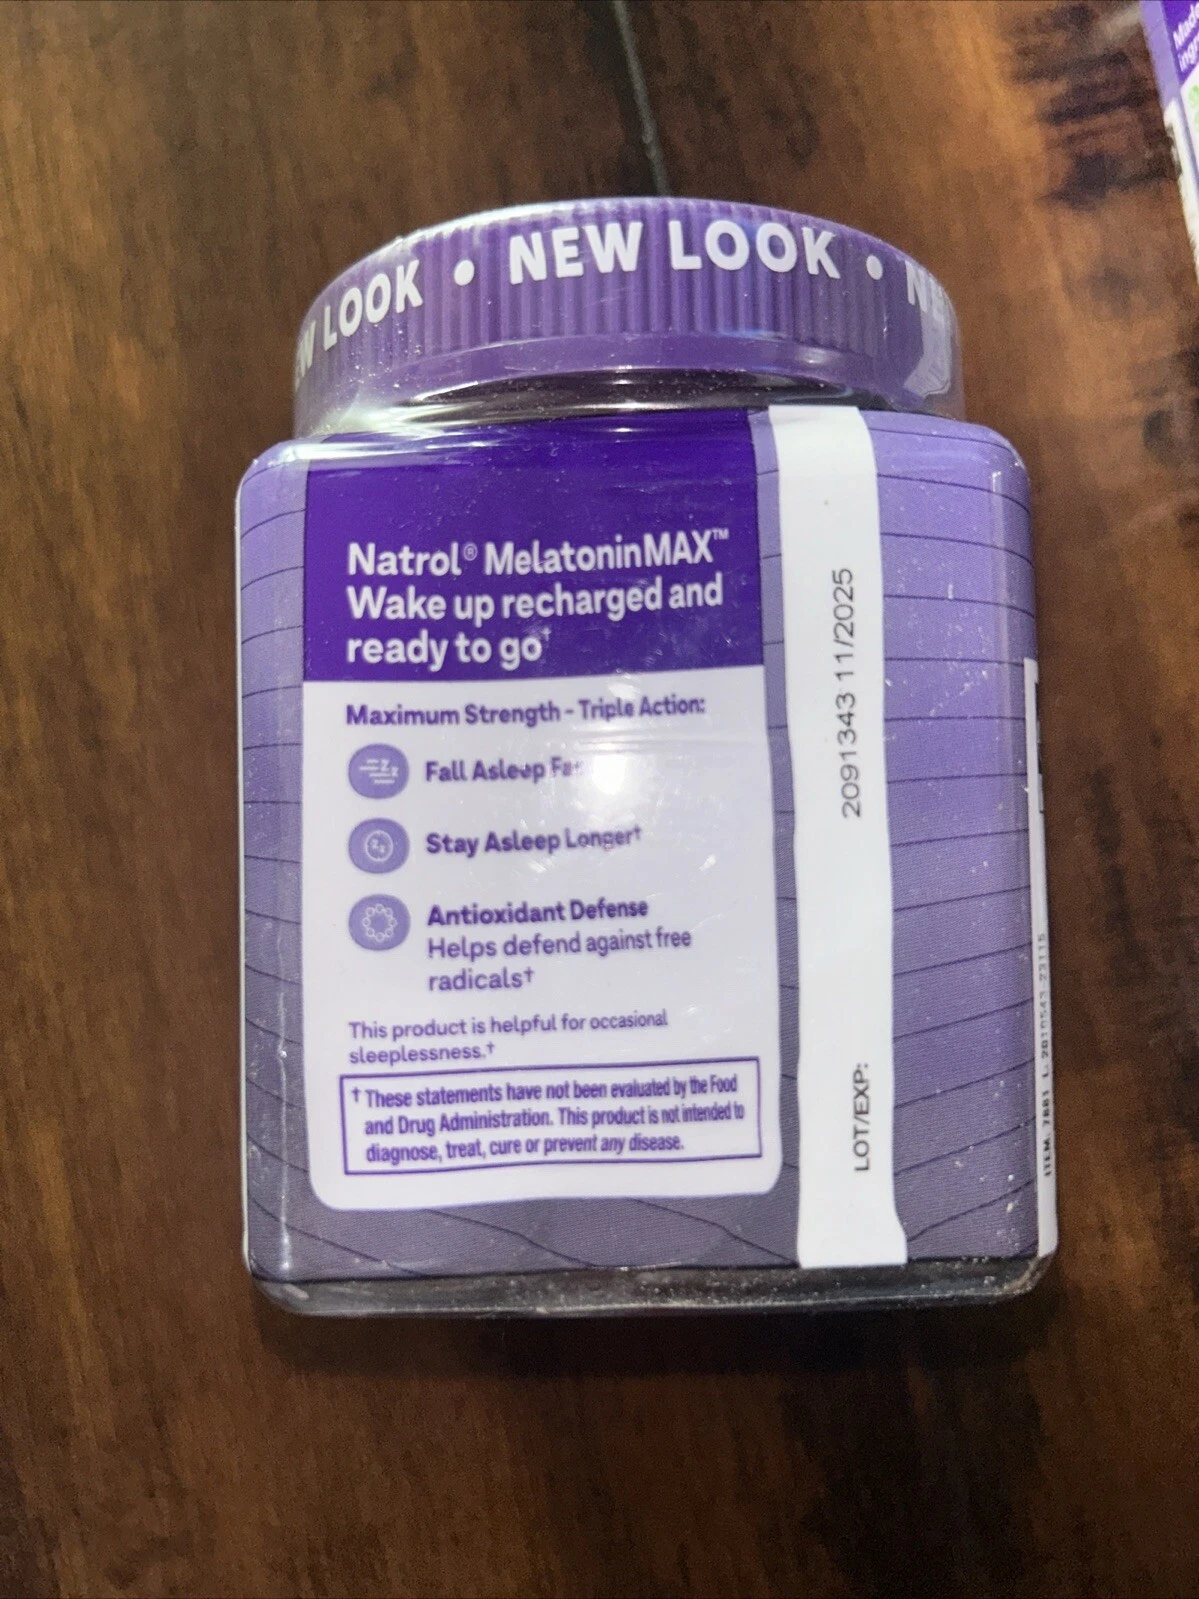 LOOK • NEW LOOK •
Natrol® MelatoninMAX™
Wake up recharged and
ready to go†
Maximum Strength - Triple Action:
Fall Asleep
Stay Asleep Longer†
Antioxidant Defense
Helps defend against free
radicals†
This product is helpful for occasional
sleeplessness.†
† These statements have not been evaluated by the Food
and Drug Administration. This product is not intended to
diagnose, treat, cure or prevent any disease.
LOT/EXP:
2091343 11/2025
ITEM. 7881